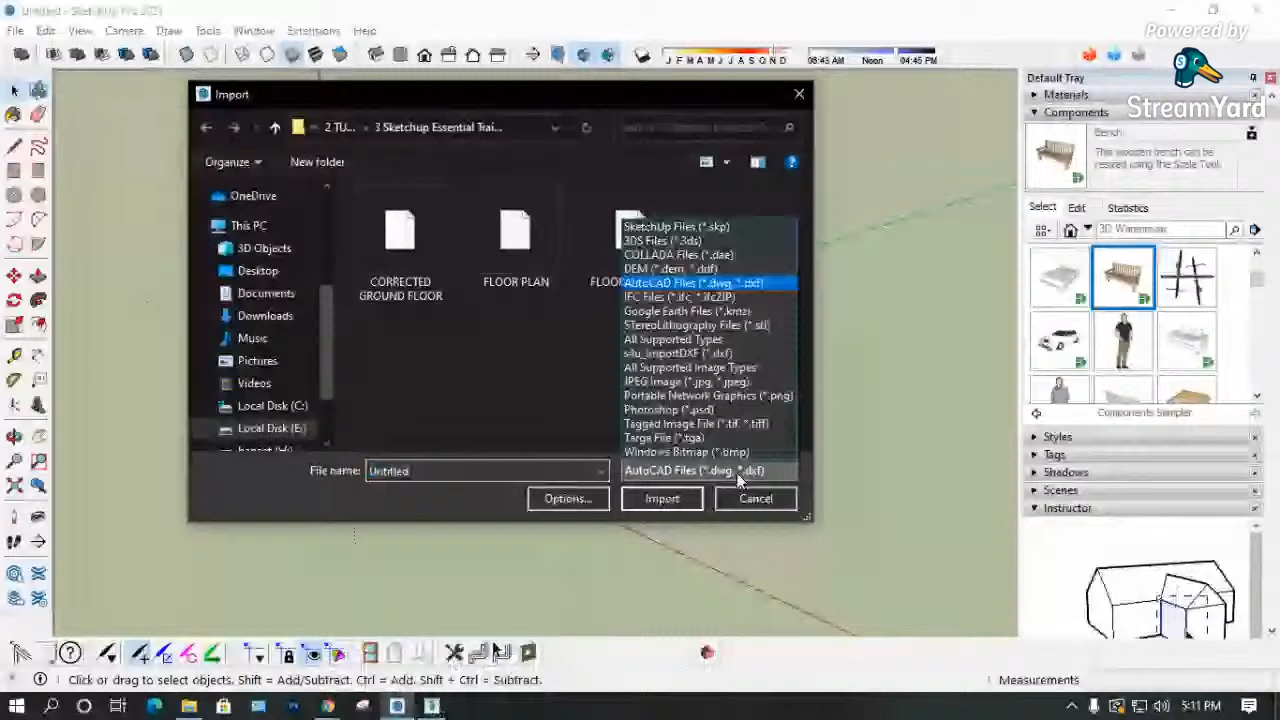 Untitled - SketchUp Pro 2021
Powered by
File Edit View Camera Draw Tools Window Extensions Help
J F M A M J J A S O N D
06:43 AM Noon 04:45 PM
StreamYard
Import
2 TU... 3 Sketchup Essential Trai...
Organize New folder
OneDrive
This PC
3D Objects
Desktop
Documents
Downloads
Music
Pictures
Videos
Local Disk (C:)
Local Disk (E:)
CORRECTED GROUND FLOOR
FLOOR PLAN
SketchUp Files (*.skp)
3DS Files (*.3ds)
COLLADA Files (*.dae)
DEM (*.dem, *.ddf)
AutoCAD Files (*.dwg, *.dxf)
IFC Files (*.ifc, *.ifcZIP)
Google Earth Files (*.kmz)
STereoLithography Files (*.stl)
All Supported Types
s4u_ImportDXF (*.dxf)
All Supported Image Types
JPEG Image (*.jpg, *.jpeg)
Portable Network Graphics (*.png)
Photoshop (*.psd)
Tagged Image File (*.tif, *.tiff)
Targa File (*.tga)
Windows Bitmap (*.bmp)
File name: Untitled
AutoCAD Files (*.dwg, *.dxf)
Options... Import Cancel
Default Tray
Materials
Components
Bench
This wooden bench can be
resized using the Scale Tool.
Select Edit Statistics
3D Warehouse
Components Sampler
Styles
Tags
Shadows
Scenes
Instructor
Click or drag to select objects. Shift = Add/Subtract. Ctrl = Add. Shift + Ctrl = Subtract.
Measurements
5:11 PM